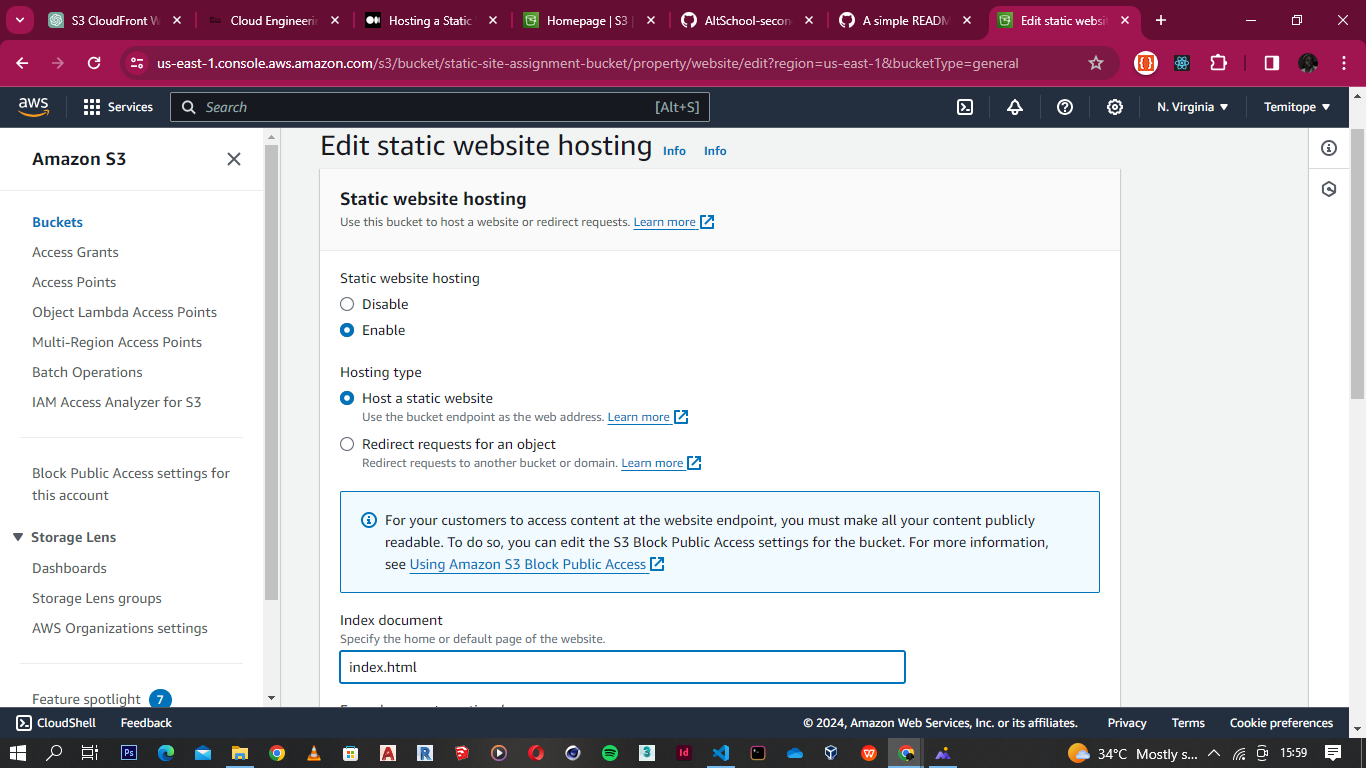 S3 CloudFront W
Cloud Engineerin
Hosting a Static
Homepage | S3 |
AltSchool-secon
A simple READM
Edit static websit
us-east-1.console.aws.amazon.com/s3/bucket/static-site-assignment-bucket/property/website/edit?region=us-east-1&bucketType=general
aws
Services
Search
[Alt+S]
N. Virginia
Temitope
Amazon S3
Buckets
Access Grants
Access Points
Object Lambda Access Points
Multi-Region Access Points
Batch Operations
IAM Access Analyzer for S3
Block Public Access settings for
this account
Storage Lens
Dashboards
Storage Lens groups
AWS Organizations settings
Feature spotlight 7
Edit static website hosting Info Info
Static website hosting
Use this bucket to host a website or redirect requests. Learn more
Static website hosting
Disable
Enable
Hosting type
Host a static website
Use the bucket endpoint as the web address. Learn more
Redirect requests for an object
Redirect requests to another bucket or domain. Learn more
For your customers to access content at the website endpoint, you must make all your content publicly
readable. To do so, you can edit the S3 Block Public Access settings for the bucket. For more information,
see Using Amazon S3 Block Public Access
Index document
Specify the home or default page of the website.
index.html
CloudShell
Feedback
© 2024, Amazon Web Services, Inc. or its affiliates.
Privacy
Terms
Cookie preferences
Ps
A
R
3
Id
34°C Mostly s...
15:59